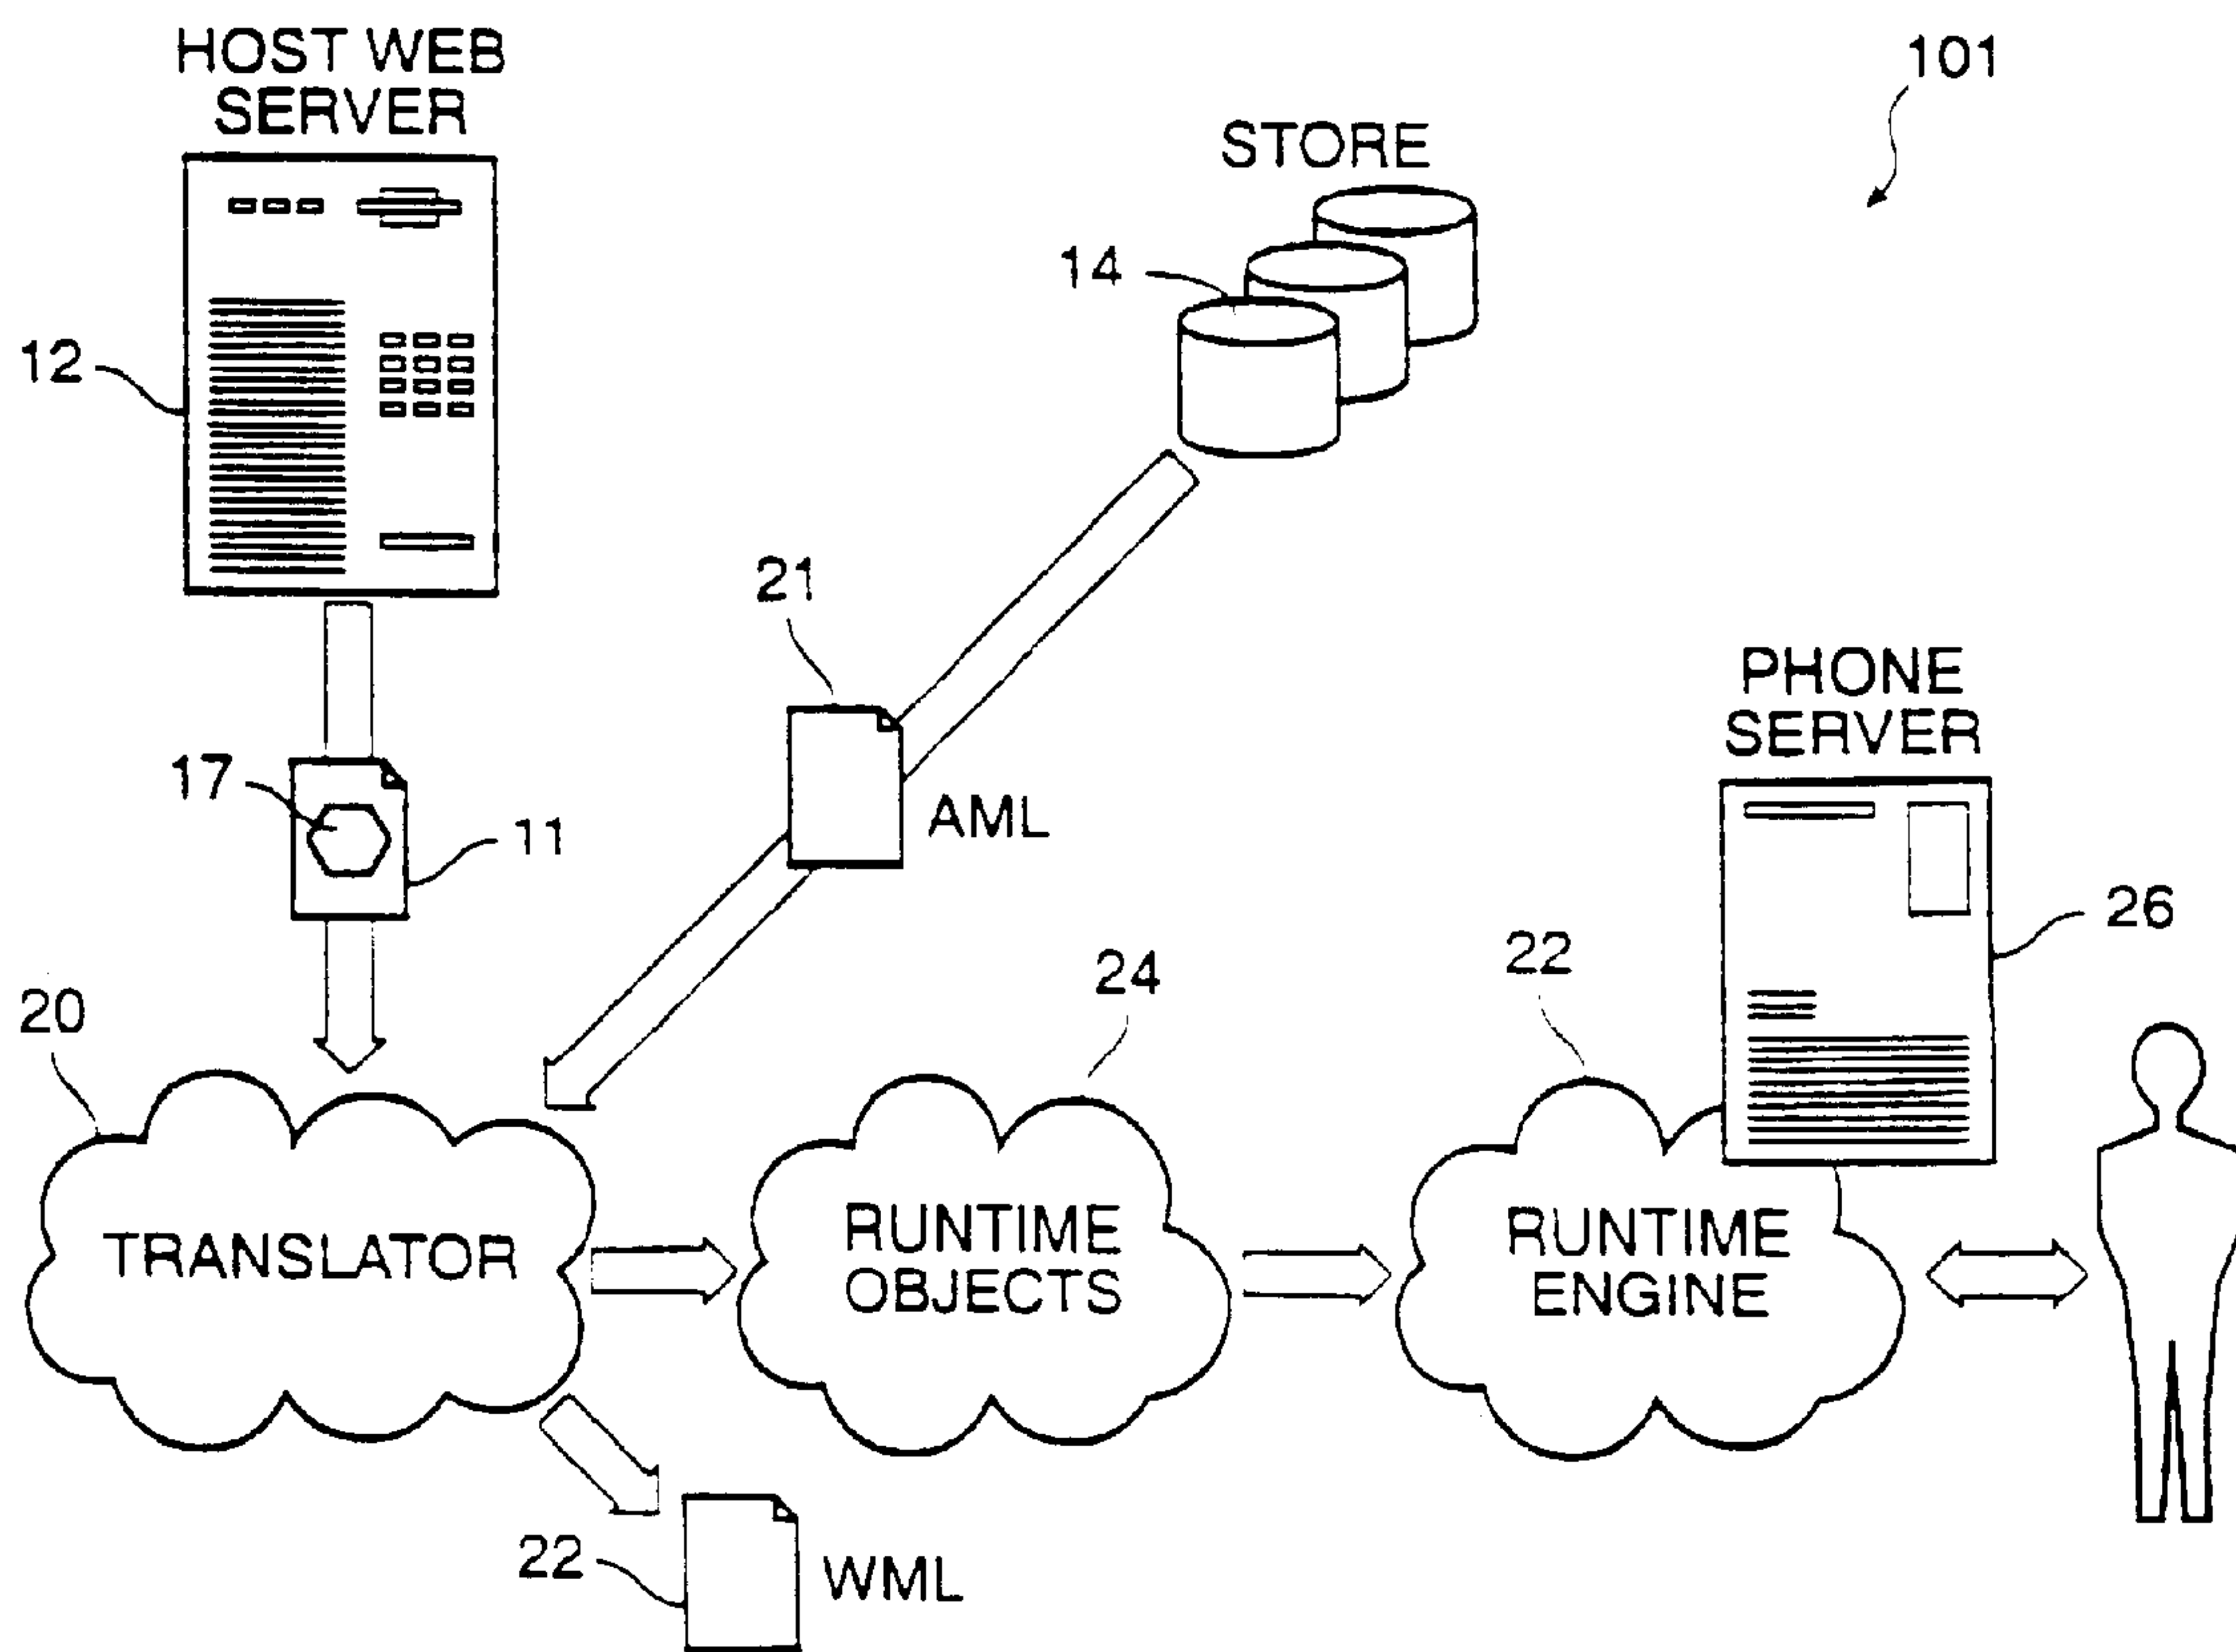 HOST WEB
SERVER
101
STORE
14
12
21
PHONE
SERVER
17
11
AML
26
22
24
20
TRANSLATOR
RUNTIME
OBJECTS
RUNTIME
ENGINE
22
WML